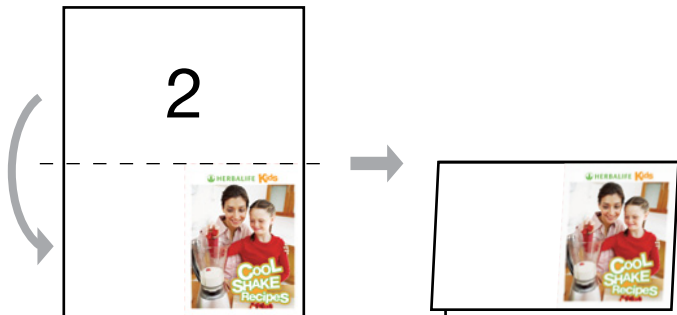 2
HERBALIFE Kids
COOL
SHAKE
RecipeS
HERBALIFE Kids
COOL
SHAKE
RecipeS